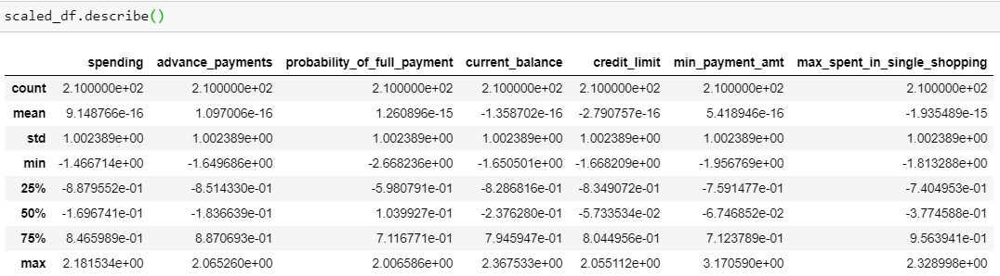 scaled_df.describe()
spending advance_payments probability_of_full_payment current_balance credit_limit min_payment_amt max_spent_in_single_shopping
count 2.100000e+02 2.100000e+02 2.100000e+02 2.100000e+02 2.100000e+02 2.100000e+02 2.100000e+02
mean 9.148766e-16 1.097006e-16 1.260896e-15 -1.358702e-16 -2.790757e-16 5.418946e-16 -1.935489e-15
std 1.002389e+00 1.002389e+00 1.002389e+00 1.002389e+00 1.002389e+00 1.002389e+00 1.002389e+00
min -1.466714e+00 -1.649686e+00 -2.668236e+00 -1.650501e+00 -1.668209e+00 -1.956769e+00 -1.813288e+00
25% -8.879552e-01 -8.514330e-01 -5.980791e-01 -8.286816e-01 -8.349072e-01 -7.591477e-01 -7.404953e-01
50% -1.696741e-01 -1.836639e-01 1.039927e-01 -2.376280e-01 -5.733534e-02 -6.746852e-02 -3.774588e-01
75% 8.465989e-01 8.870693e-01 7.116771e-01 7.945947e-01 8.044956e-01 7.123789e-01 9.563941e-01
max 2.181534e+00 2.065260e+00 2.006586e+00 2.367533e+00 2.055112e+00 3.170590e+00 2.328998e+00